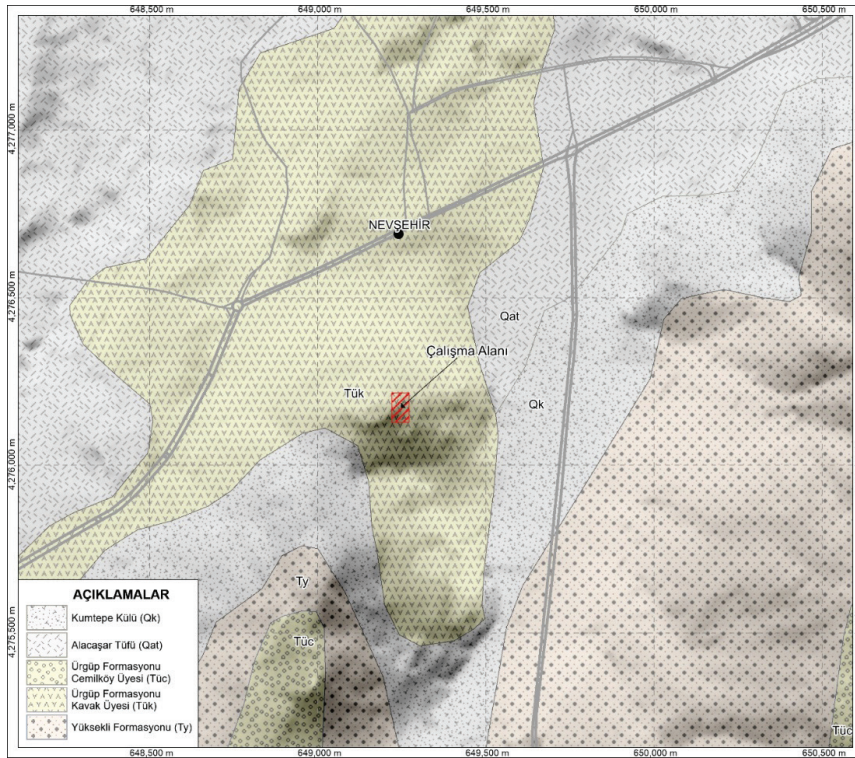 648,500 m
649,000 m
649,500 m
650,000 m
650,500 m
4,277,000 m
4,276,500 m
4,276,000 m
4,275,500 m
NEVŞEHİR
Qat
Çalışma Alanı
Tük
Qk
Ty
Tüc
Tüc
AÇIKLAMALAR
Kumtepe Külü (Qk)
Alacaşar Tüfü (Qat)
Ürgüp Formasyonu
Cemilköy Üyesi (Tüc)
Ürgüp Formasyonu
Kavak Üyesi (Tük)
Yüksekli Formasyonu (Ty)
648,500 m
649,000 m
649,500 m
650,000 m
650,500 m